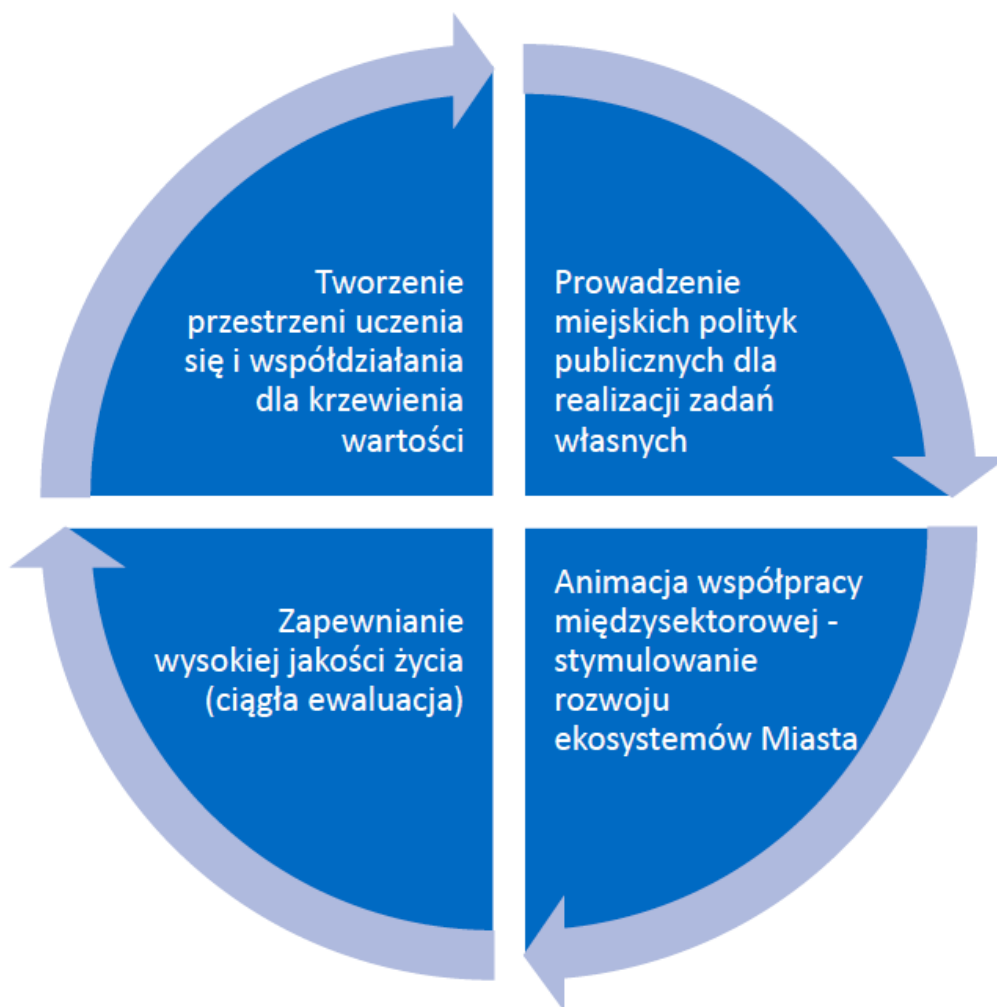 Tworzenie
przestrzeni uczenia
się i współdziałania
dla krzewienia
wartości
Prowadzenie
miejskich polityk
publicznych dla
realizacji zadań
własnych
Zapewnianie
wysokiej jakości życia
(ciągła ewaluacja)
Animacja współpracy
międzysektorowej -
stymulowanie
rozwoju
ekosystemów Miasta